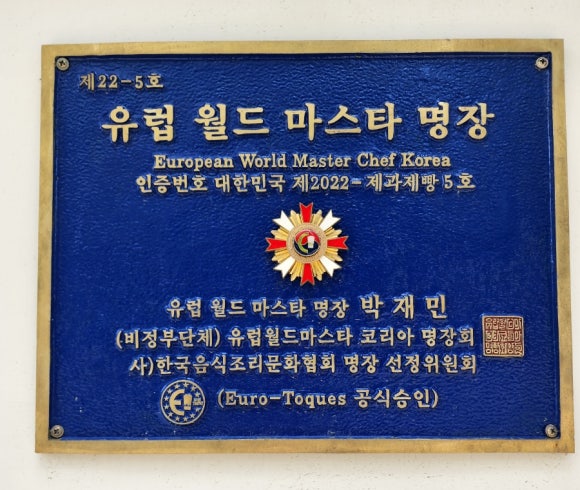 제22-5호
유럽 월드 마스타 명장
European World Master Chef Korea
인증번호 대한민국 제2022-제과제빵 5호
유럽 월드 마스타 명장 박재민
(비정부단체) 유럽월드마스타 코리아 명장회
사)한국음식조리문화협회 명장 선정위원회
(Euro-Toques 공식승인)